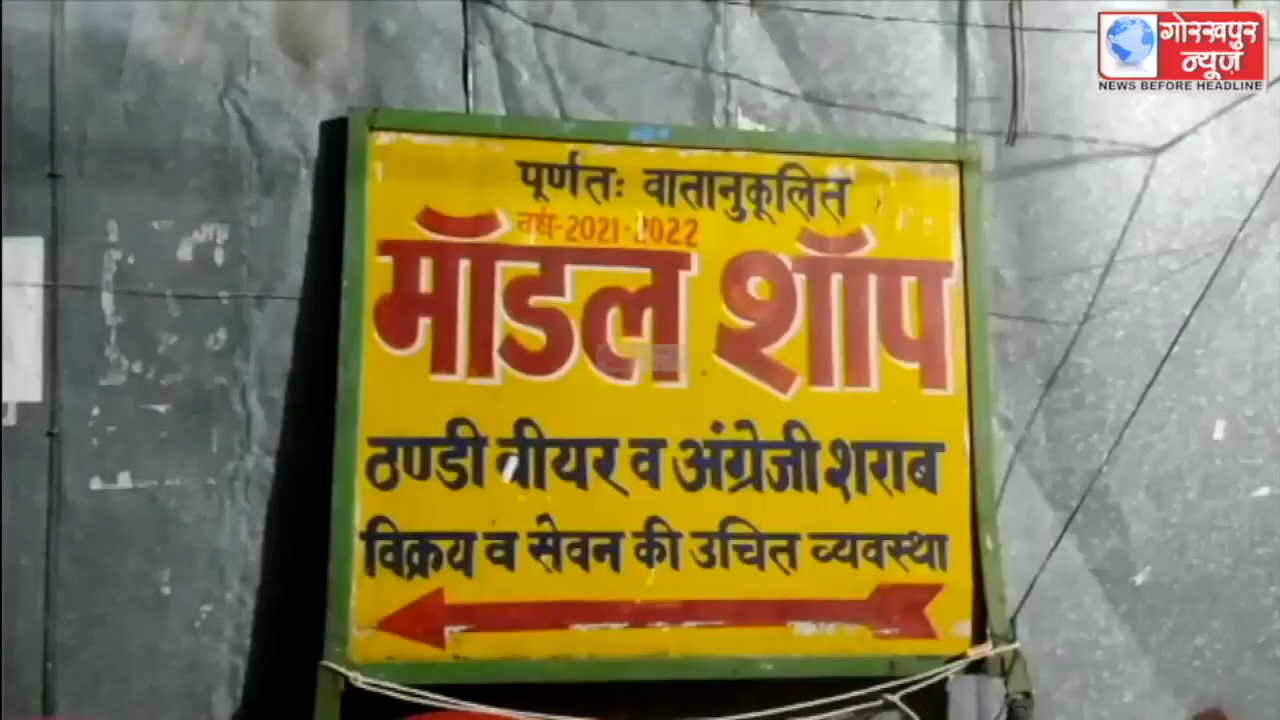 गोरखपुर
न्यूज़
NEWS BEFORE HEADLINE
पूर्णतः वातानुकूलित
वर्ष-2021-2022
मॉडल शॉप
ठण्डी बीयर व अंग्रेजी शराब
विक्रय व सेवन की उचित व्यवस्था